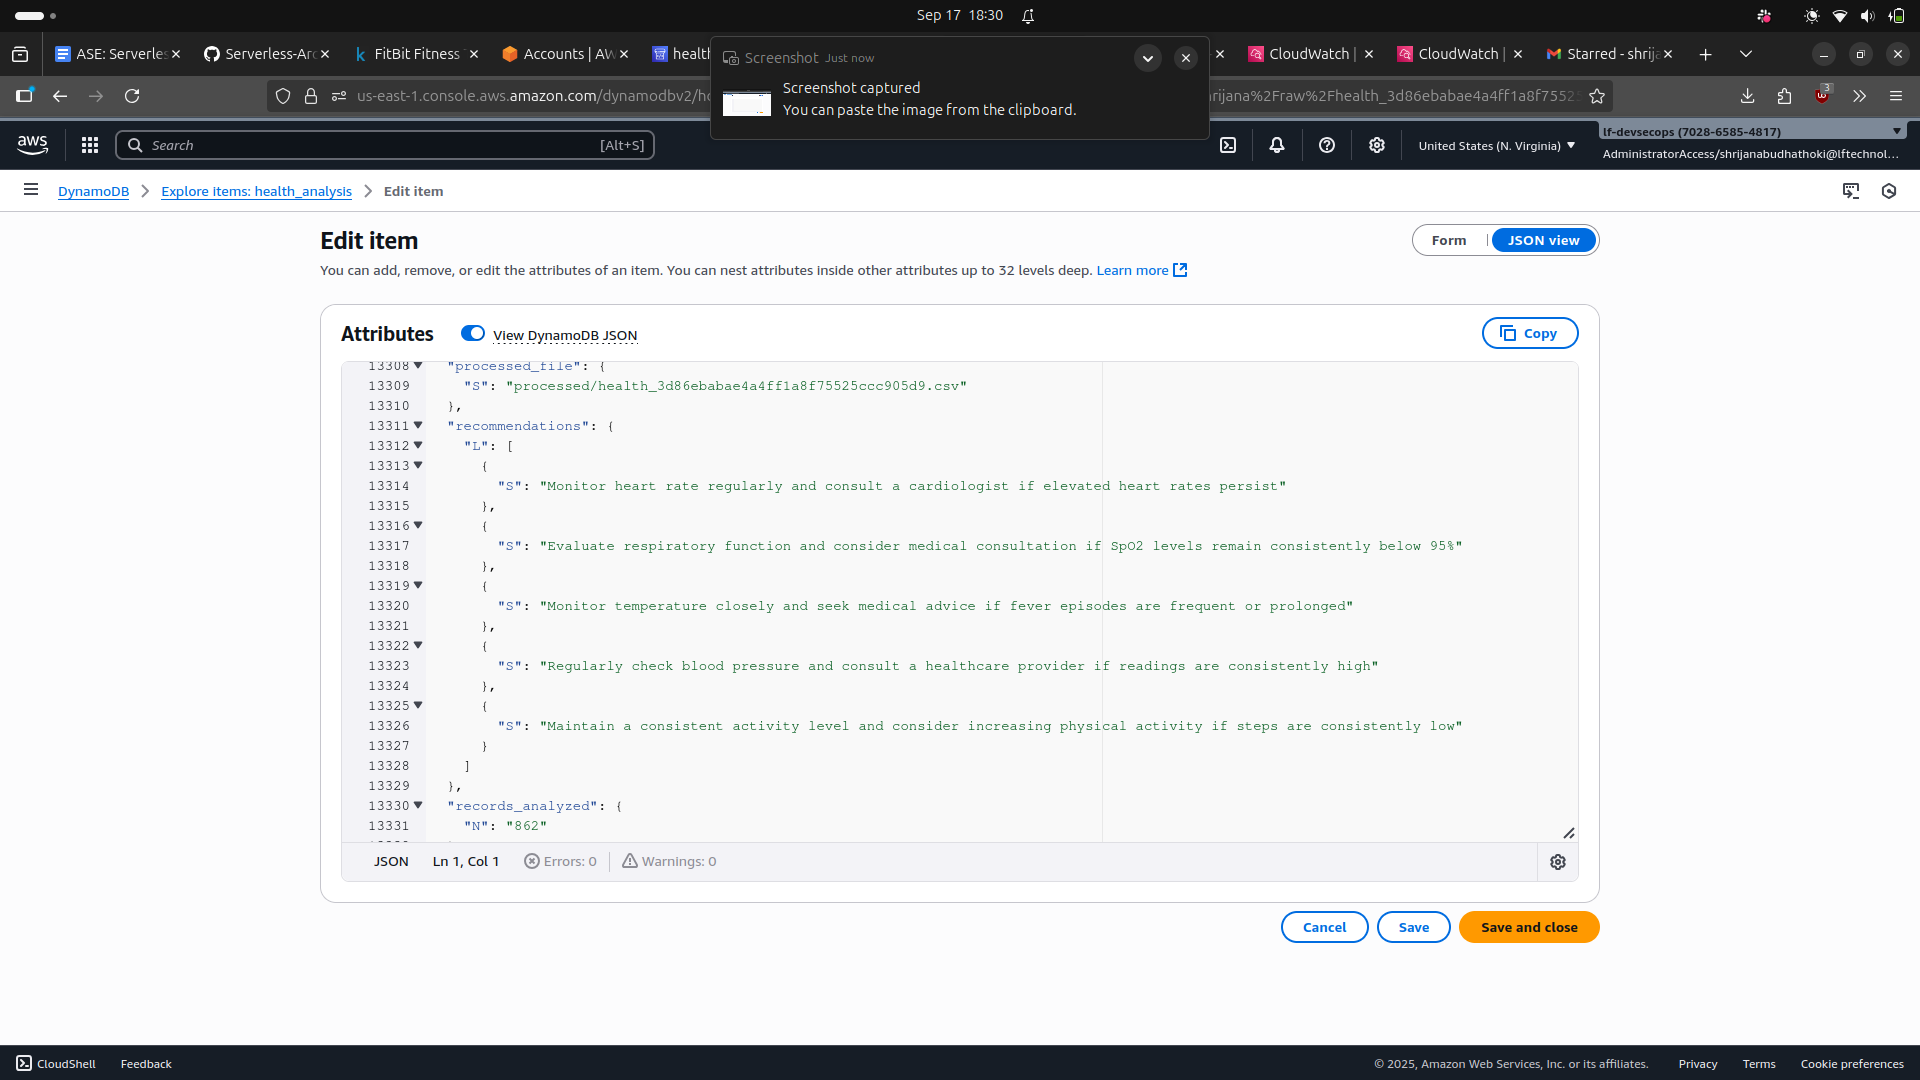 Sep 17 18:30
ASE: Serverles
Serverless-Arc
FitBit Fitness
Accounts | AW
health
CloudWatch |
CloudWatch |
Starred - shrija
Screenshot Just now
Screenshot captured
You can paste the image from the clipboard.
us-east-1.console.aws.amazon.com/dynamodbv2/ho
rijana%2Fraw%2Fhealth_3d86ebabae4a4ff1a8f7552
3
aws
Search
[Alt+S]
United States (N. Virginia)
lf-devsecops (7028-6585-4817)
AdministratorAccess/shrijanabudhathoki@lftechnol...
DynamoDB
Explore items: health_analysis
Edit item
Edit item
Form
JSON view
You can add, remove, or edit the attributes of an item. You can nest attributes inside other attributes up to 32 levels deep. Learn more
Attributes
View DynamoDB JSON
Copy
13308 "processed_file": {
13309 "S": "processed/health_3d86ebabae4a4ff1a8f75525ccc905d9.csv"
13310 },
13311 "recommendations": {
13312 "L": [
13313 {
13314 "S": "Monitor heart rate regularly and consult a cardiologist if elevated heart rates persist"
13315 },
13316 {
13317 "S": "Evaluate respiratory function and consider medical consultation if SpO2 levels remain consistently below 95%"
13318 },
13319 {
13320 "S": "Monitor temperature closely and seek medical advice if fever episodes are frequent or prolonged"
13321 },
13322 {
13323 "S": "Regularly check blood pressure and consult a healthcare provider if readings are consistently high"
13324 },
13325 {
13326 "S": "Maintain a consistent activity level and consider increasing physical activity if steps are consistently low"
13327 }
13328 ]
13329 },
13330 "records_analyzed": {
13331 "N": "862"
JSON
Ln 1, Col 1
Errors: 0
Warnings: 0
Cancel
Save
Save and close
CloudShell
Feedback
© 2025, Amazon Web Services, Inc. or its affiliates.
Privacy
Terms
Cookie preferences